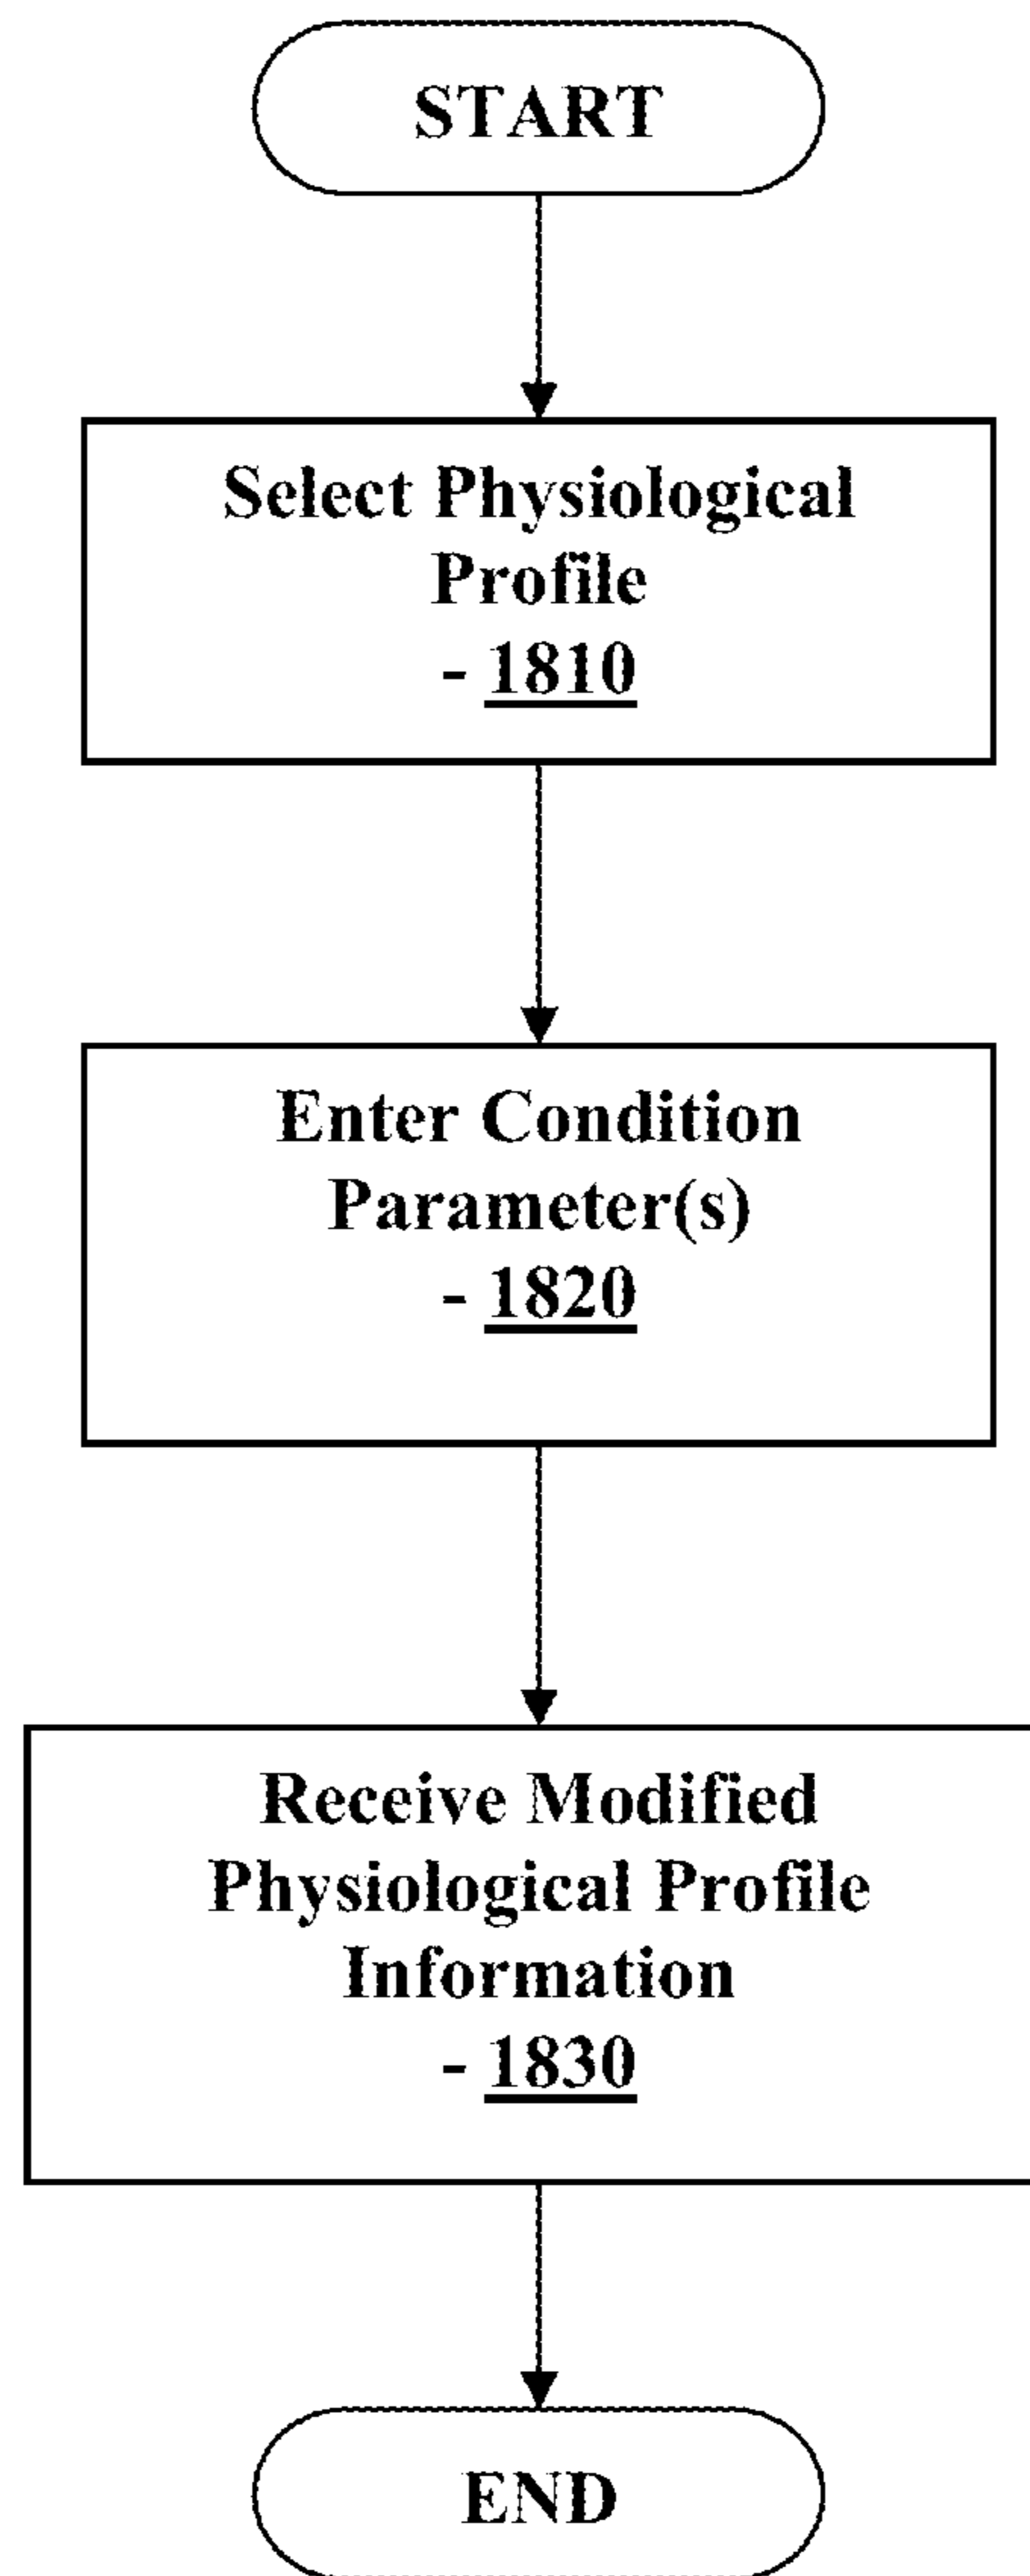 START
Select Physiological
Profile
- 1810
Enter Condition
Parameter(s)
- 1820
Receive Modified
Physiological Profile
Information
- 1830
END